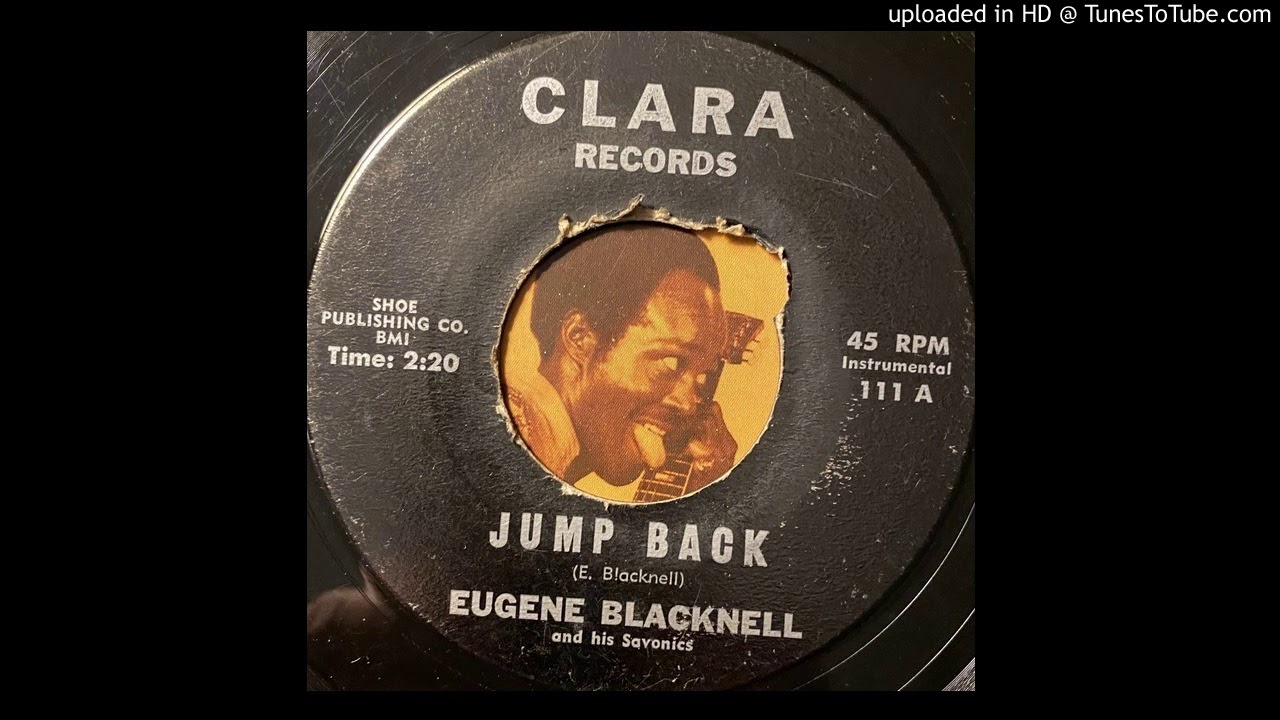 uploaded in HD @ TunesToTube.com
CLARA
RECORDS
SHOE
PUBLISHING CO.
BMI
Time: 2:20
45 RPM
Instrumental
111 A
JUMP BACK
(E. Blacknell)
EUGENE BLACKNELL
and his Savonics